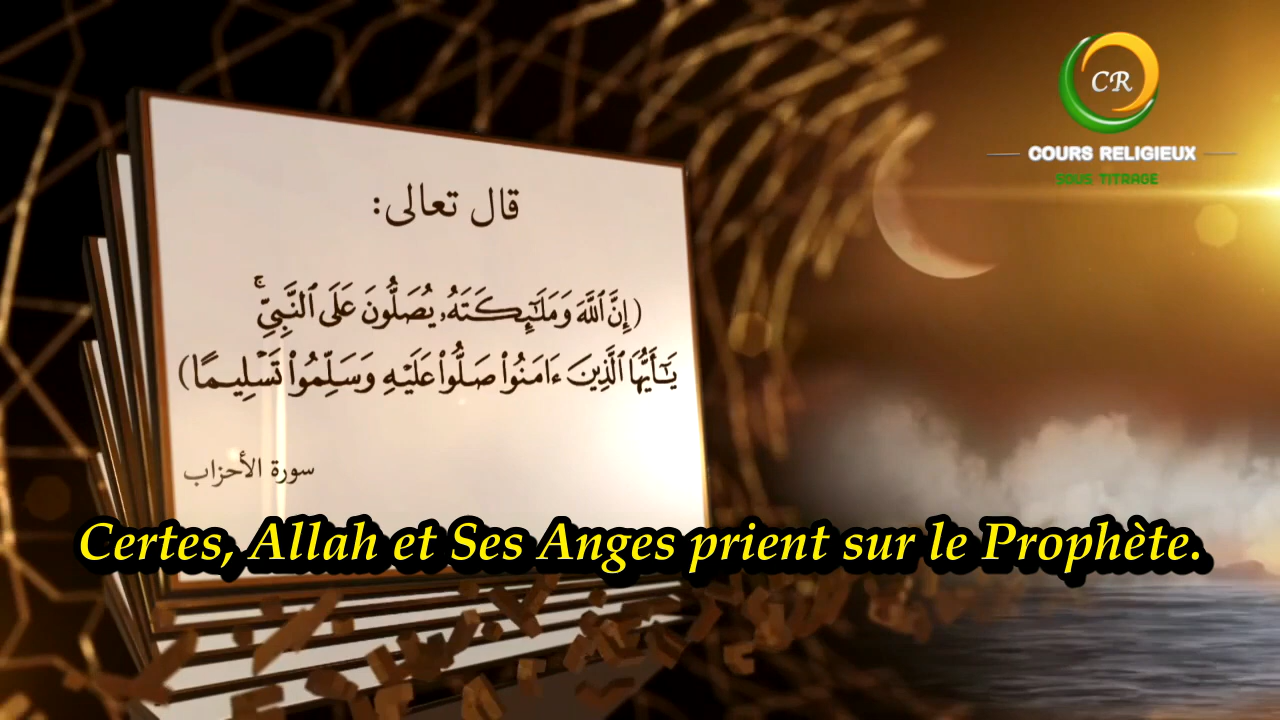 CR
COURS RELIGIEUX
SOUS TITRAGE
قال تعالى:
(إِنَّ ٱللَّهَ وَمَلَـٰٓئِكَتَهُۥ يُصَلُّونَ عَلَى ٱلنَّبِىِّ ۚ
يَـٰٓأَيُّهَا ٱلَّذِينَ ءَامَنُوا۟ صَلُّوا۟ عَلَيْهِ وَسَلِّمُوا۟ تَسْلِيمًا)
سورة الأحزاب
Certes, Allah et Ses Anges prient sur le Prophète.